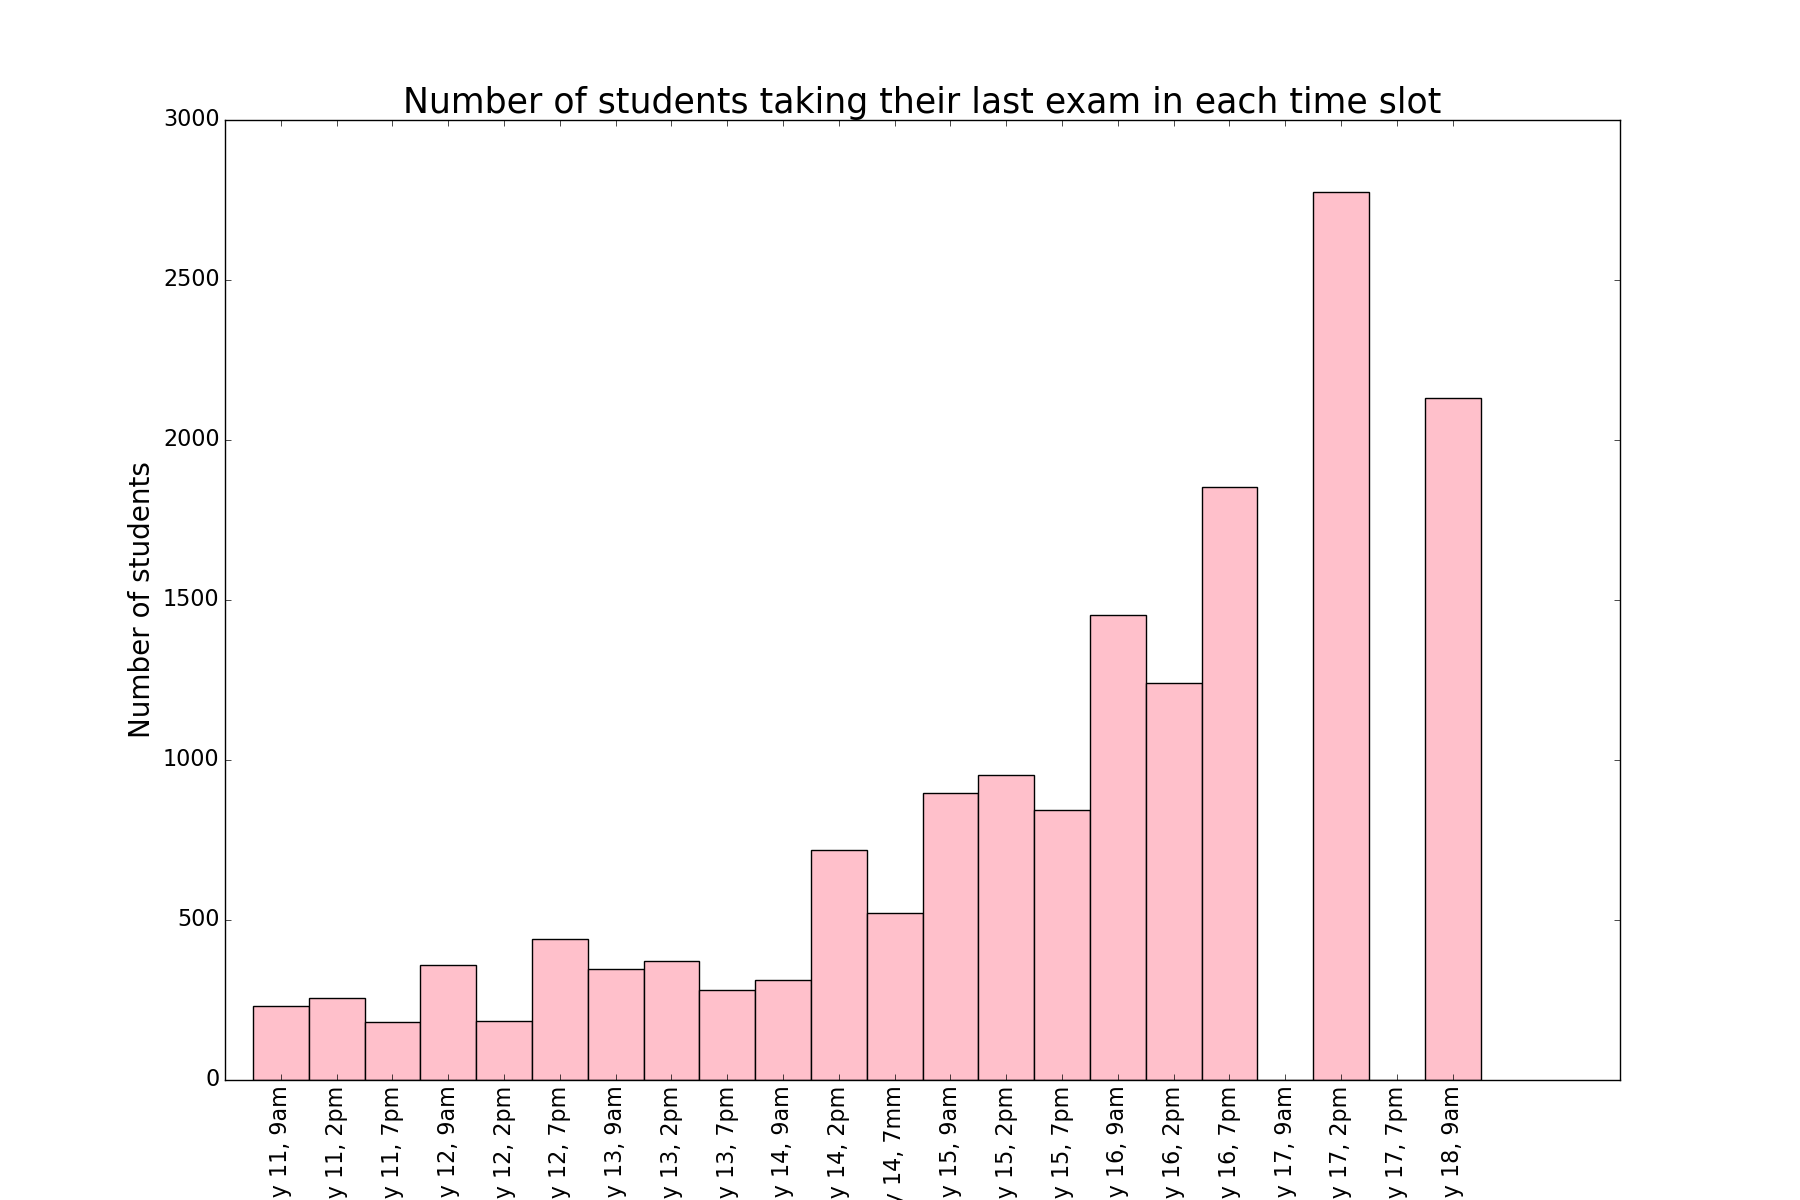 Number of students taking their last exam in each time slot
3000
2500
2000
1500
1000
500
0
Number of students
y 11, 9am
y 11, 2pm
y 11, 7pm
y 12, 9am
y 12, 2pm
y 12, 7pm
y 13, 9am
y 13, 2pm
y 13, 7pm
y 14, 9am
y 14, 2pm
y 14, 7mm
y 15, 9am
y 15, 2pm
y 15, 7pm
y 16, 9am
y 16, 2pm
y 16, 7pm
y 17, 9am
y 17, 2pm
y 17, 7pm
y 18, 9am